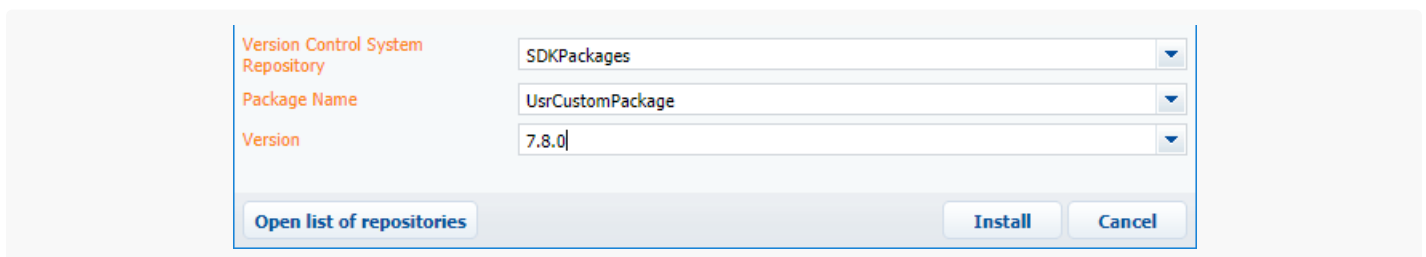 Version Control System
Repository
SDKPackages
Package Name
UsrCustomPackage
Version
7.8.0
Open list of repositories
Install
Cancel